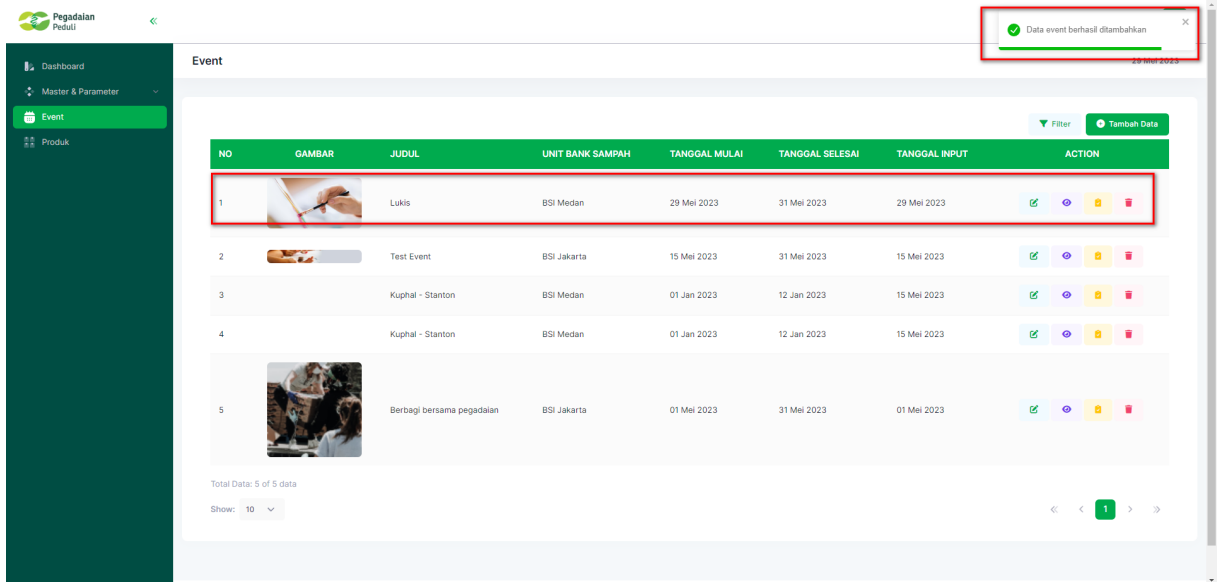 Pegadaian
Peduli
Data event berhasil ditambahkan
Dashboard
Event
29 Mei 2023
Master & Parameter
Event
Produk
Filter
Tambah Data
NO GAMBAR JUDUL UNIT BANK SAMPAH TANGGAL MULAI TANGGAL SELESAI TANGGAL INPUT ACTION
1 Lukis BSI Medan 29 Mei 2023 31 Mei 2023 29 Mei 2023
2 Test Event BSI Jakarta 15 Mei 2023 31 Mei 2023 15 Mei 2023
3 Kuphal - Stanton BSI Medan 01 Jan 2023 12 Jan 2023 15 Mei 2023
4 Kuphal - Stanton BSI Medan 01 Jan 2023 12 Jan 2023 15 Mei 2023
5 Berbagi bersama pegadaian BSI Jakarta 01 Mei 2023 31 Mei 2023 01 Mei 2023
Total Data: 5 of 5 data
Show: 10
« < 1 > »